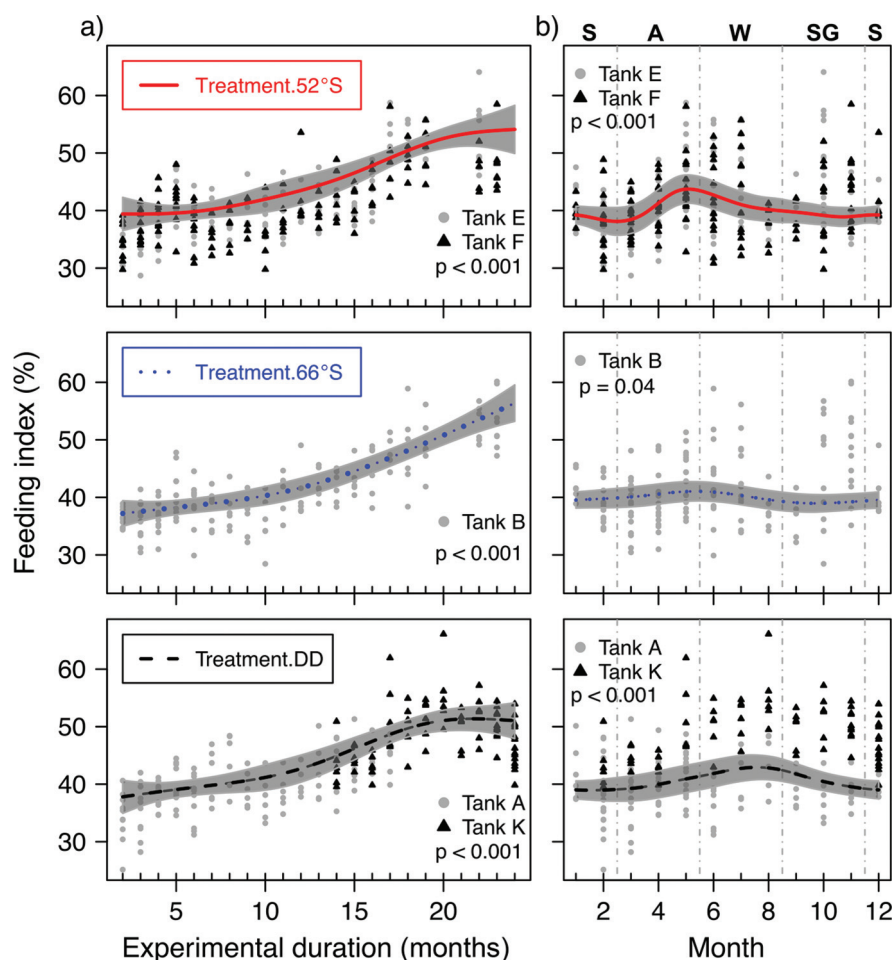 a)
b)
S A W SG S
Treatment.52°S
Tank E
Tank F
p < 0.001
60
50
40
30
Tank E
Tank F
p < 0.001
Feeding index (%)
Treatment.66°S
Tank B
p < 0.001
60
50
40
30
Tank B
p = 0.04
Treatment.DD
Tank A
Tank K
p < 0.001
60
50
40
30
Tank A
Tank K
p < 0.001
5 10 15 20
2 4 6 8 10 12
Experimental duration (months)
Month